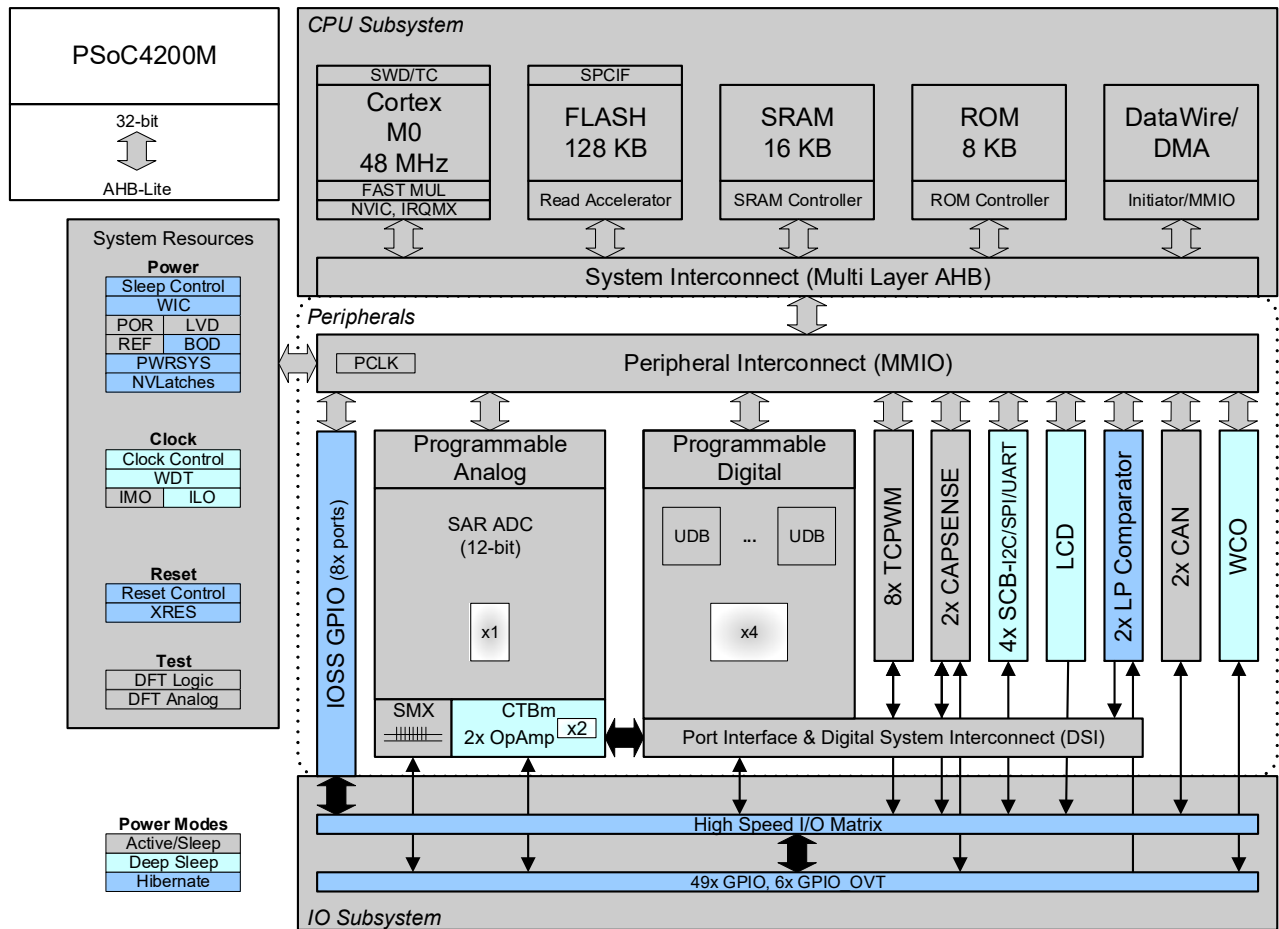 PSoC4200M
32-bit
AHB-Lite
CPU Subsystem
SWD/TC
Cortex
M0
48 MHz
FAST MUL
NVIC, IRQMX
SPCIF
FLASH
128 KB
Read Accelerator
SRAM
16 KB
SRAM Controller
ROM
8 KB
ROM Controller
DataWire/
DMA
Initiator/MMIO
System Interconnect (Multi Layer AHB)
System Resources
Power
Sleep Control
WIC
POR LVD
REF BOD
PWRSYS
NVLatches
Clock
Clock Control
WDT
IMO ILO
Reset
Reset Control
XRES
Test
DFT Logic
DFT Analog
Peripherals
PCLK
Peripheral Interconnect (MMIO)
IOSS GPIO (8x ports)
Programmable
Analog
SAR ADC
(12-bit)
x1
SMX
CTBm
2x OpAmp
x2
Programmable
Digital
UDB ... UDB
x4
8x TCPWM
2x CAPSENSE
4x SCB-I2C/SPI/UART
LCD
2x LP Comparator
2x CAN
WCO
Port Interface & Digital System Interconnect (DSI)
Power Modes
Active/Sleep
Deep Sleep
Hibernate
High Speed I/O Matrix
49x GPIO, 6x GPIO_OVT
IO Subsystem